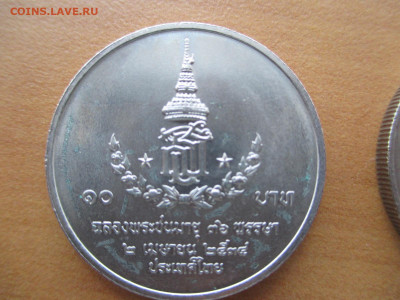 COINS.LAVE.RU
๑๐ บาท
ฉลองพระชนมายุ ๓๖ พรรษา
๒ เมษายน ๒๕๓๔
ประเทศไทย